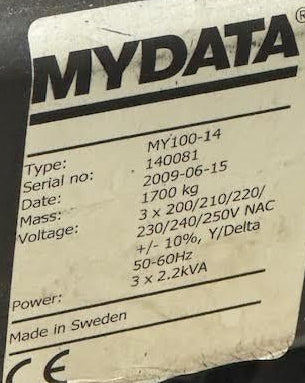 MYDATA®
Type: MY100-14
Serial no: 140081
Date: 2009-06-15
Mass: 1700 kg
Voltage: 3 x 200/210/220/
230/240/250V NAC
+/- 10%, Y/Delta
50-60Hz
Power: 3 x 2.2kVA
Made in Sweden
CE